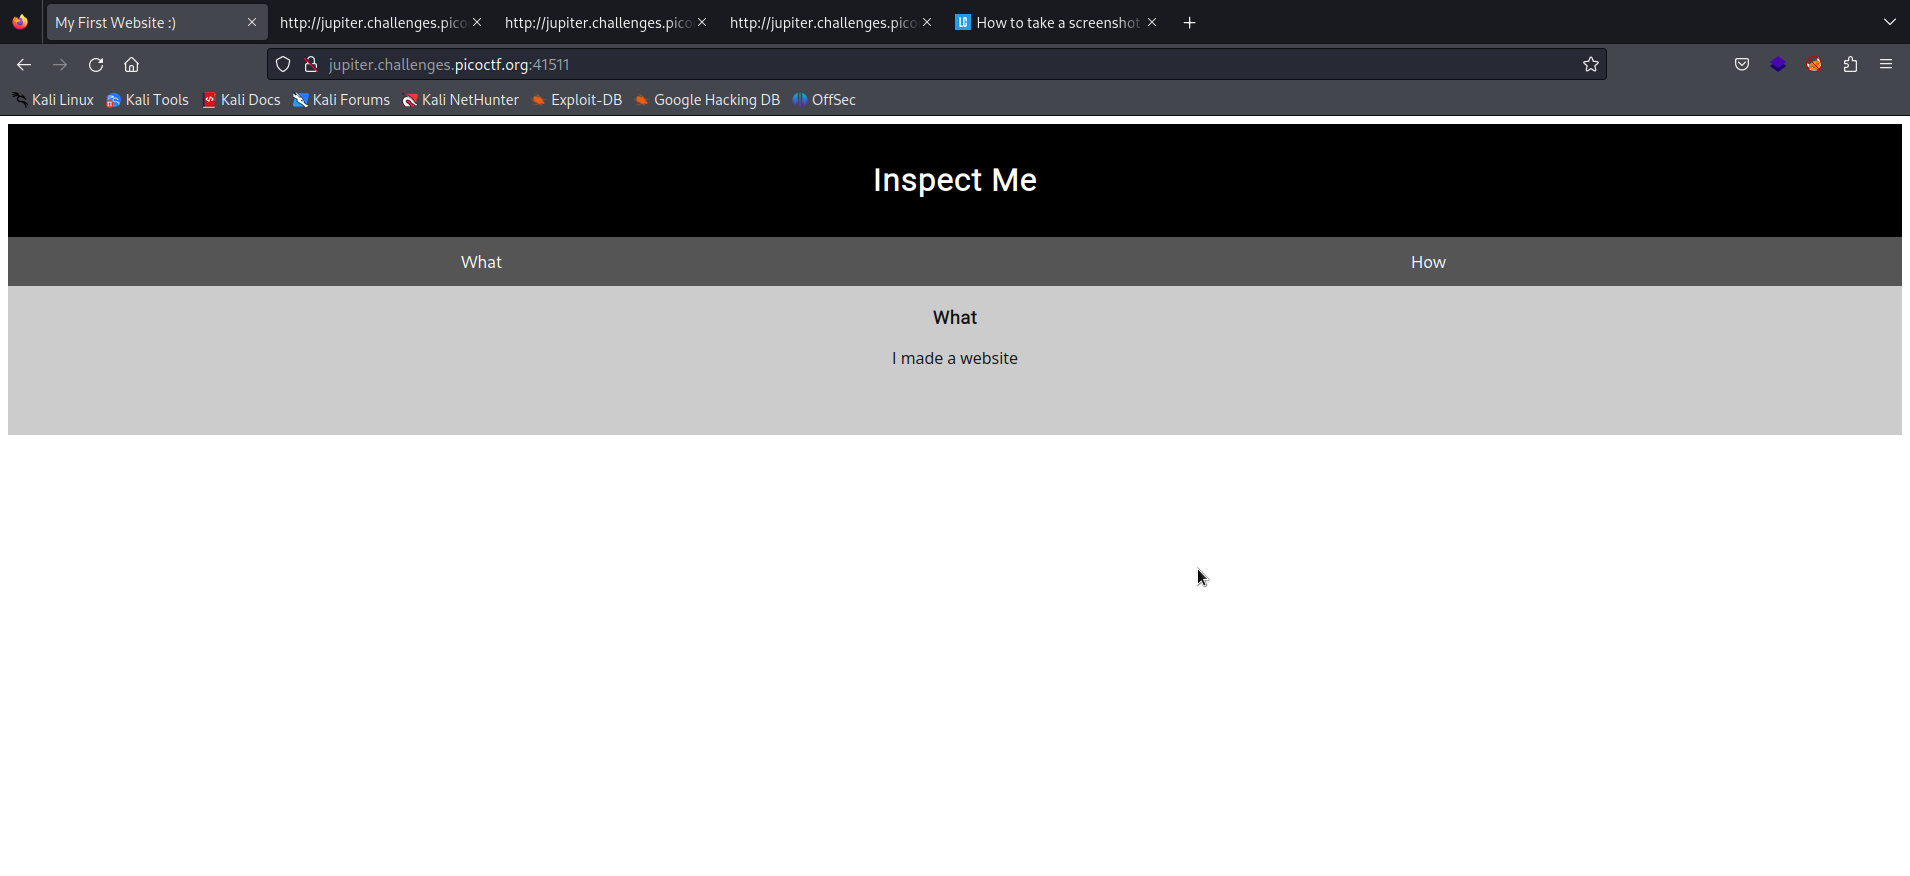 My First Website :) http://jupiter.challenges.pico http://jupiter.challenges.pico http://jupiter.challenges.pico LG How to take a screenshot
jupiter.challenges.picoctf.org:41511
Kali Linux Kali Tools Kali Docs Kali Forums Kali NetHunter Exploit-DB Google Hacking DB OffSec
Inspect Me
What How
What
I made a website